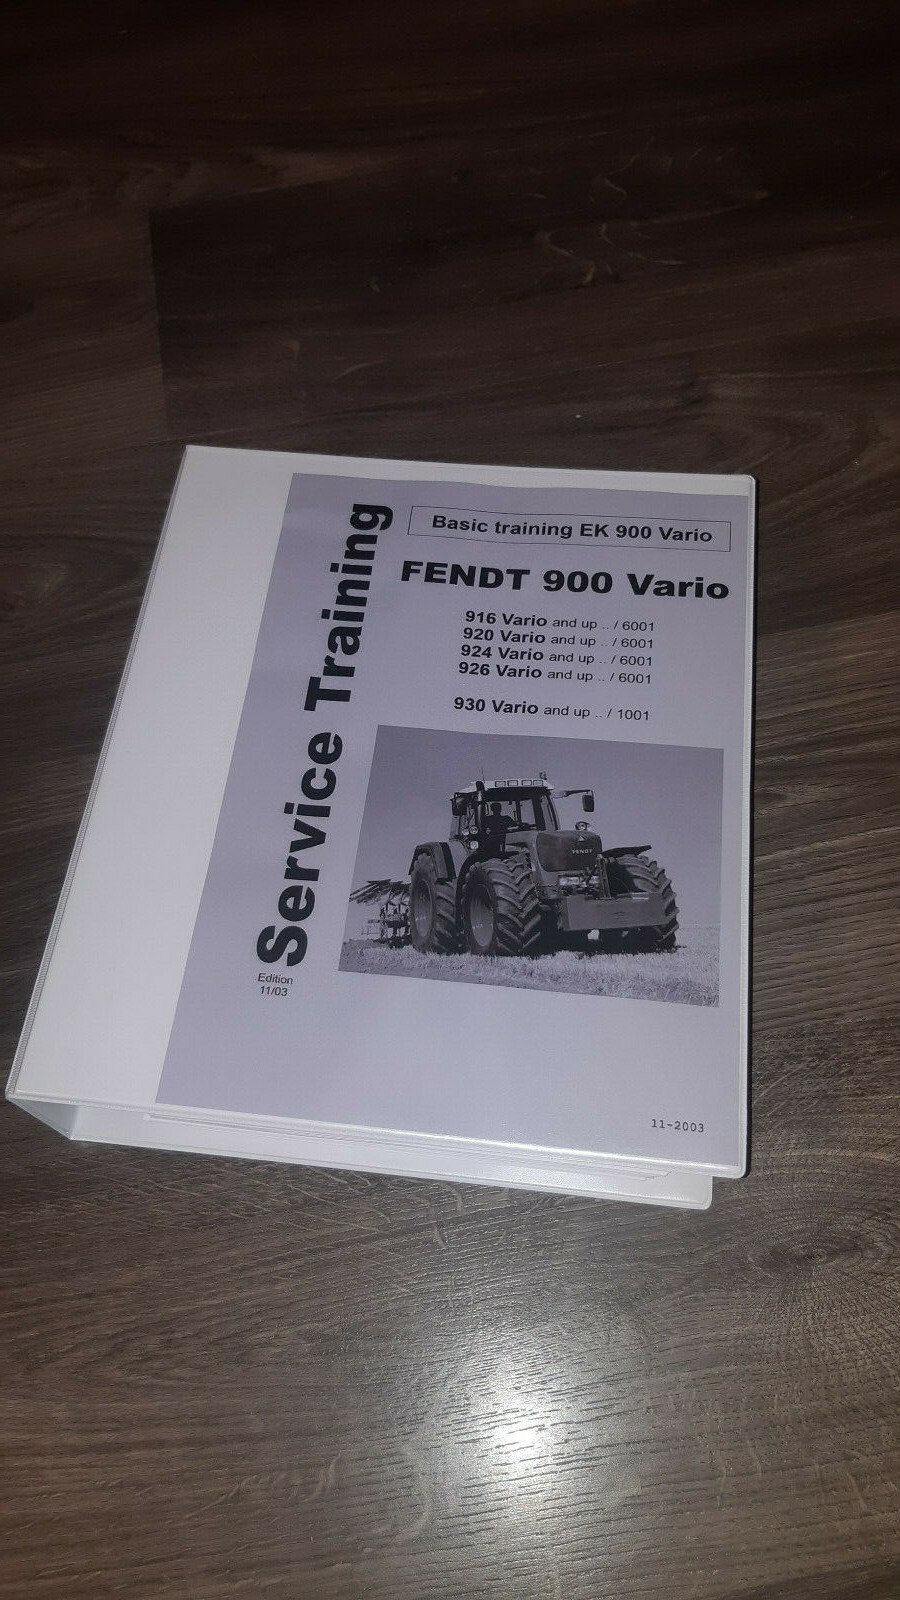 Service Training
Edition
11/03
Basic training EK 900 Vario
FENDT 900 Vario
916 Vario and up .. / 6001
920 Vario and up .. / 6001
924 Vario and up .. / 6001
926 Vario and up .. / 6001
930 Vario and up .. / 1001
FENDT
11-2003